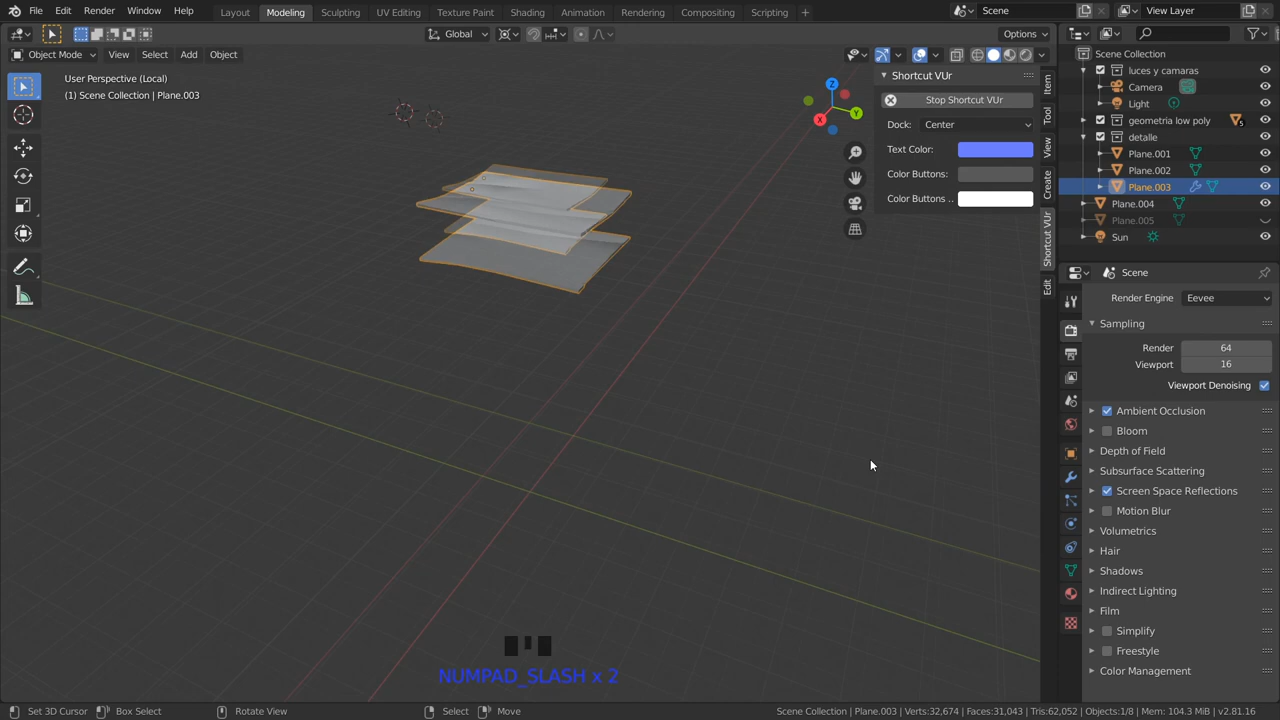 File Edit Render Window Help Layout Modeling Sculpting UV Editing Texture Paint Shading Animation Rendering Compositing Scripting + Scene View Layer
Global Options
Object Mode View Select Add Object
User Perspective (Local)
(1) Scene Collection | Plane.003
Z
Y
X
Shortcut VUr
Stop Shortcut VUr
Dock: Center
Text Color:
Color Buttons:
Color Buttons ..
Item
Tool
View
Create
Shortcut VUr
Edit
Scene Collection
luces y camaras
Camera
Light
geometria low poly 5
detalle
Plane.001
Plane.002
Plane.003
Plane.004
Plane.005
Sun
Scene
Render Engine Eevee
Sampling
Render 64
Viewport 16
Viewport Denoising
Ambient Occlusion
Bloom
Depth of Field
Subsurface Scattering
Screen Space Reflections
Motion Blur
Volumetrics
Hair
Shadows
Indirect Lighting
Film
Simplify
Freestyle
Color Management
NUMPAD_SLASH x 2
Set 3D Cursor Box Select Rotate View Select Move Scene Collection | Plane.003 | Verts:32,674 | Faces:31,043 | Tris:62,052 | Objects:1/8 | Mem: 104.3 MiB | v2.81.16